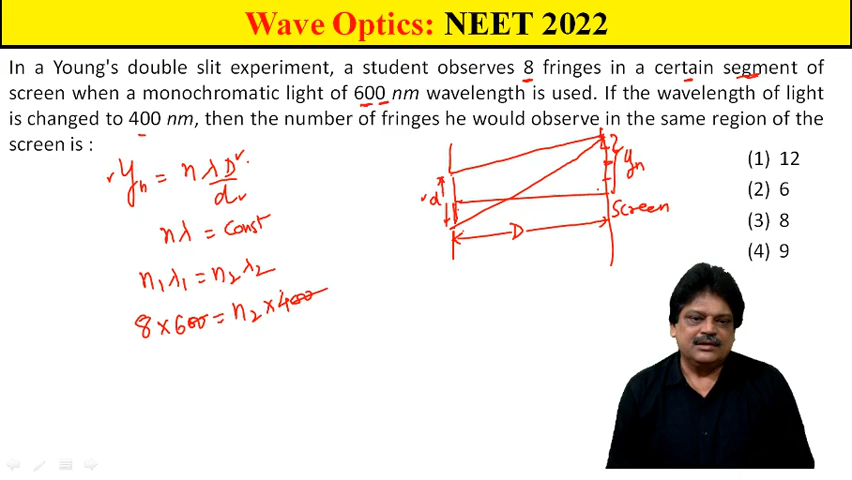 Wave Optics: NEET 2022
In a Young's double slit experiment, a student observes 8 fringes in a certain segment of
screen when a monochromatic light of 600 nm wavelength is used. If the wavelength of light
is changed to 400 nm, then the number of fringes he would observe in the same region of the
screen is :
(1) 12
(2) 6
(3) 8
(4) 9
yₙ = nλD/d
nλ = const
n₁λ₁ = n₂λ₂
8×600 = n₂×400
d
D
yₙ
Screen